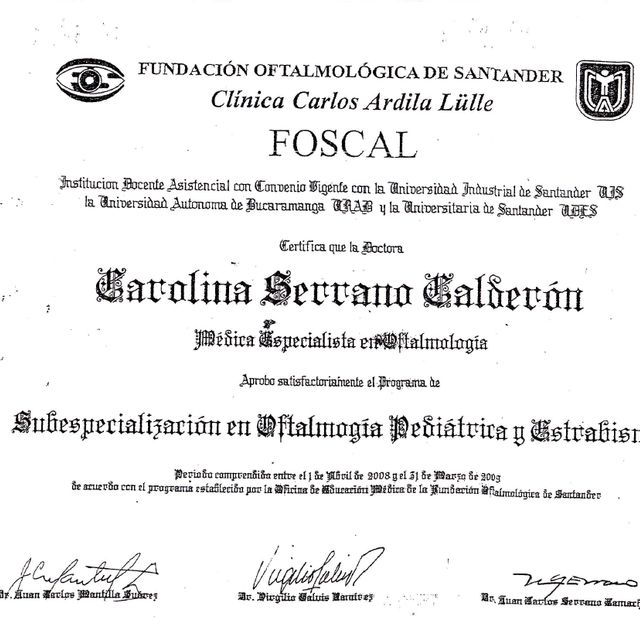 FUNDACIÓN OFTALMOLÓGICA DE SANTANDER
Clínica Carlos Ardila Lülle
FOSCAL
Institucion Docente Asistencial con Convenio Vigente con la Universidad Industrial de Santander UIS
la Universidad Autonoma de Bucaramanga UNAB y la Universitaria de Santander UDES
Certifica que la Doctora
Carolina Serrano Calderón
Médica Especialista en Oftalmología
Aprobo satisfactoriamente el Programa de
Subespecialización en Oftalmogía Pediátrica y Estrabism
Periodo comprendido entre el 1 de Abril de 2008 y el 31 de Marzo de 2009
de acuerdo con el programa establecido por la Oficina de Educación Médica de la Fundación Oftalmológica de Santander
Dr. Juan Carlos Mantilla Suárez
Dr. Virgilio Galvis Ramírez
Dr. Juan Carlos Serrano Camach